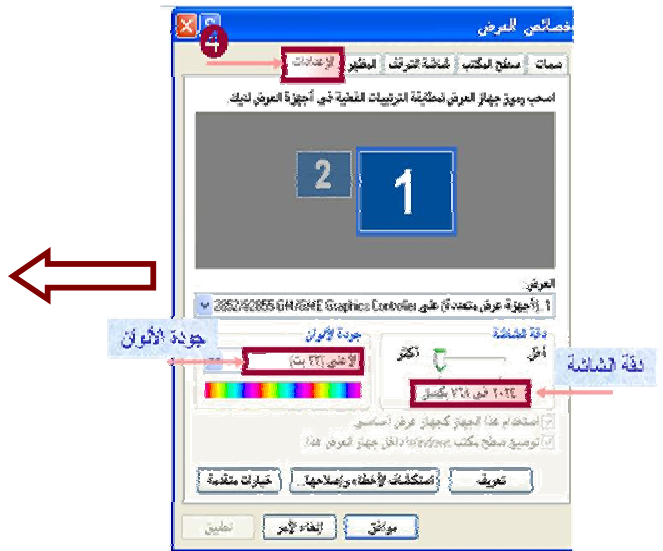 خصائص العرض
4
سمات سطح المكتب شاشة التوقف المظهر الإعدادات
اسحب رموز جهاز العرض لمطابقة الترتيبات الفعلية في أجهزة العرض لديك.
2 1
العرض:
1. (أجهزة عرض متعددة) على 82852/82855 GM/GME Graphics Controller
دقة الشاشة
أقل أكثر
١٠٢٤ في ٧٦٨ بكسل
دقة الشاشة
جودة الألوان
الأعلى (٣٢ بت)
جودة الألوان
استخدام هذا الجهاز كجهاز عرض أساسي
توسيع سطح مكتب Windows داخل جهاز العرض هذا.
تعريف استكشاف الأخطاء وإصلاحها... خيارات متقدمة
موافق إلغاء الأمر تطبيق